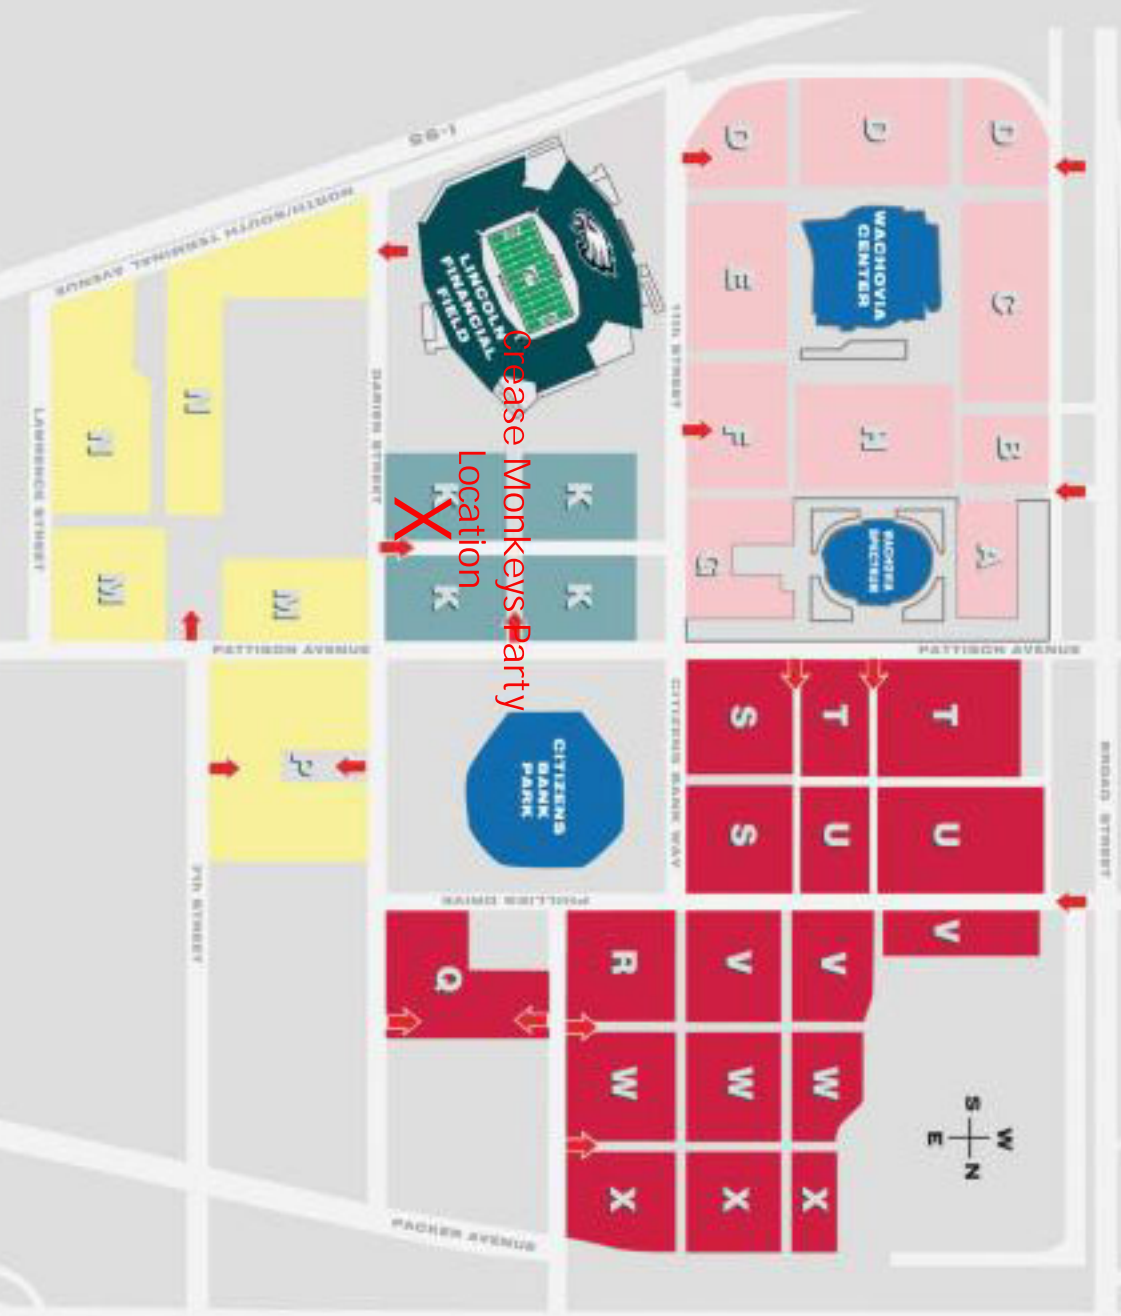 I-95
NORTH/SOUTH TERMINAL AVENUE
D
D
D
WACHOVIA
CENTER
E
C
LINCOLN
FINANCIAL
FIELD
11th STREET
DARIEN STREET
LAWRENCE STREET
N
N
F
H
B
K
K
X
Crease Monkeys Party
Location
K
K
G
WACHOVIA
SPECTRUM
A
M
M
PATTISON AVENUE
PATTISON AVENUE
S
T
T
P
CITIZENS
BANK
PARK
CITIZENS BANK WAY
BROAD STREET
S
U
U
7th STREET
PHILLIES DRIVE
Q
R
V
V
V
W
W
W
X
X
X
S
W
E
N
PACKER AVENUE